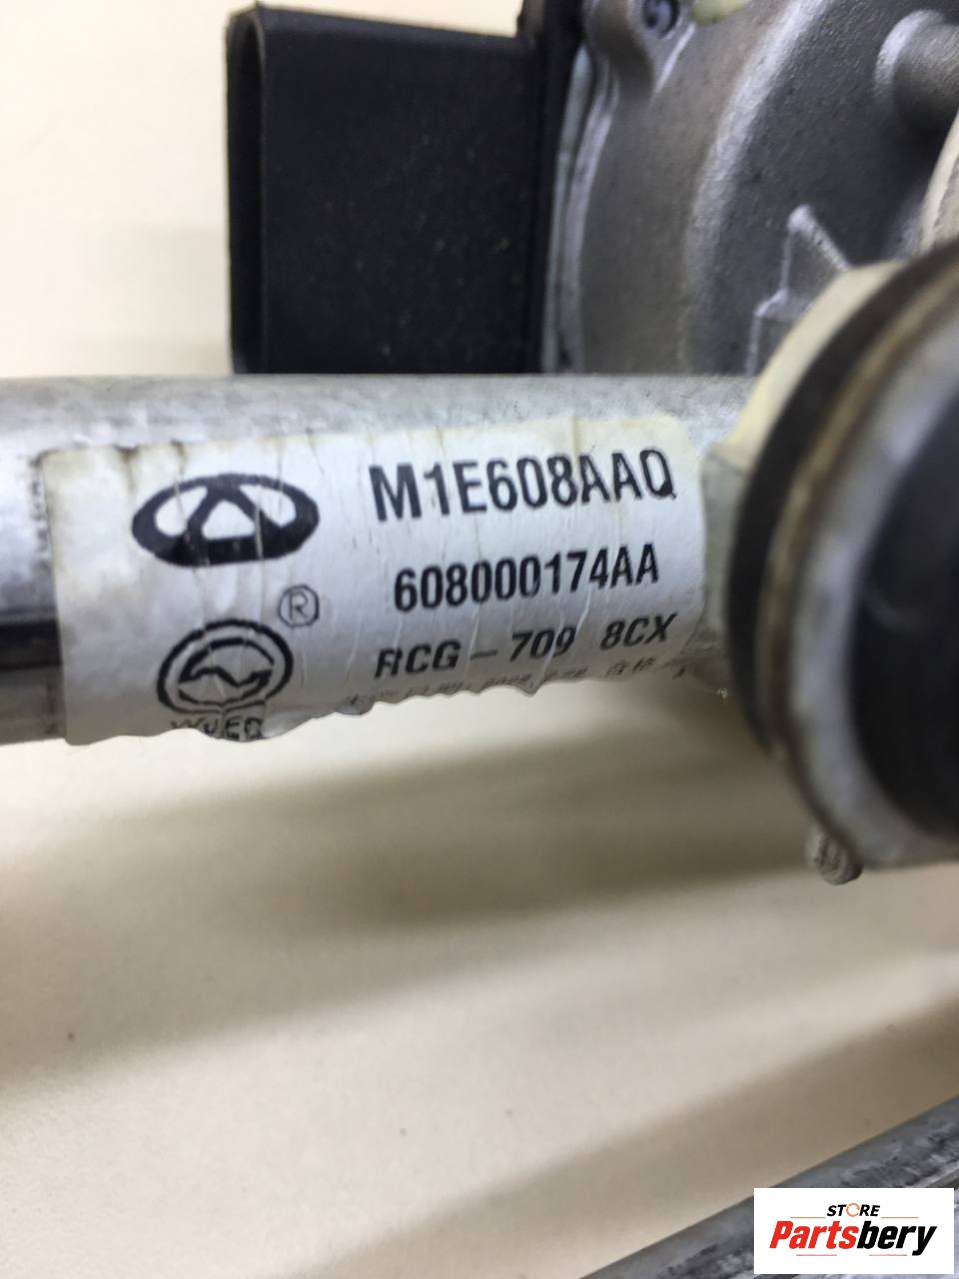 M1E608AAQ
608000174AA
®
RCG-709 8CX
STORE
Partsbery